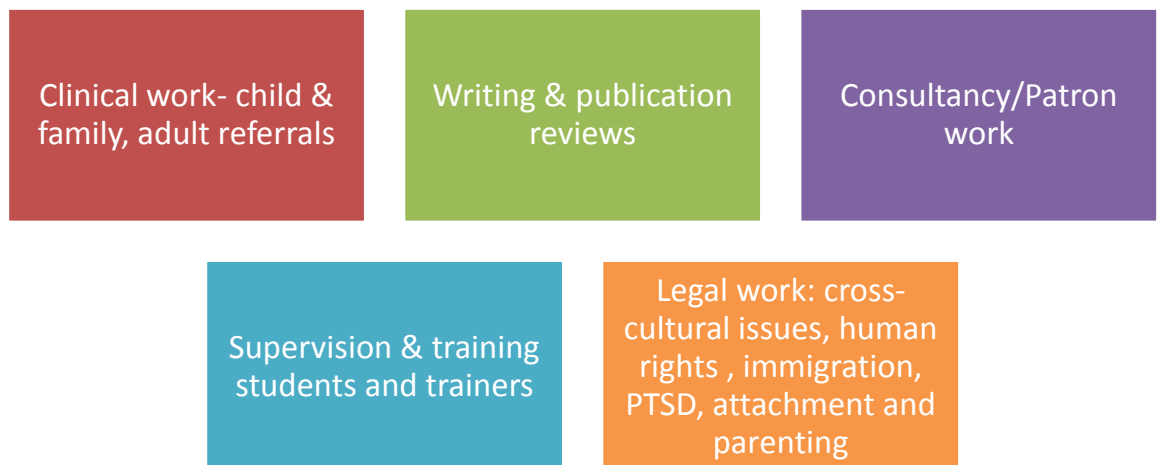 Clinical work- child &
family, adult referrals
Writing & publication
reviews
Consultancy/Patron
work
Supervision & training
students and trainers
Legal work: cross-
cultural issues, human
rights , immigration,
PTSD, attachment and
parenting